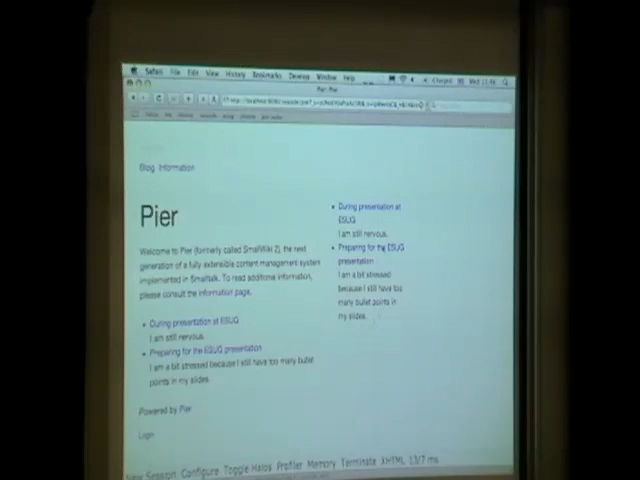 Safari File Edit View History Bookmarks Develop Window Help
Blog Information
Pier
Welcome to Pier (formerly called SmallWiki 2), the next
generation of a fully extensible content management system
implemented in Smalltalk. To read additional information,
please consult the information page.
During presentation at ESUG
I am still nervous.
Preparing for the ESUG presentation
I am a bit stressed because I still have too many bullet
points in my slides.
Powered by Pier
Login
During presentation at
ESUG
I am still nervous.
Preparing for the ESUG
presentation
I am a bit stressed
because I still have too
many bullet points in
my slides.
New Session Configure Toggle Halos Profiler Memory Terminate XHTML 13/7 ms